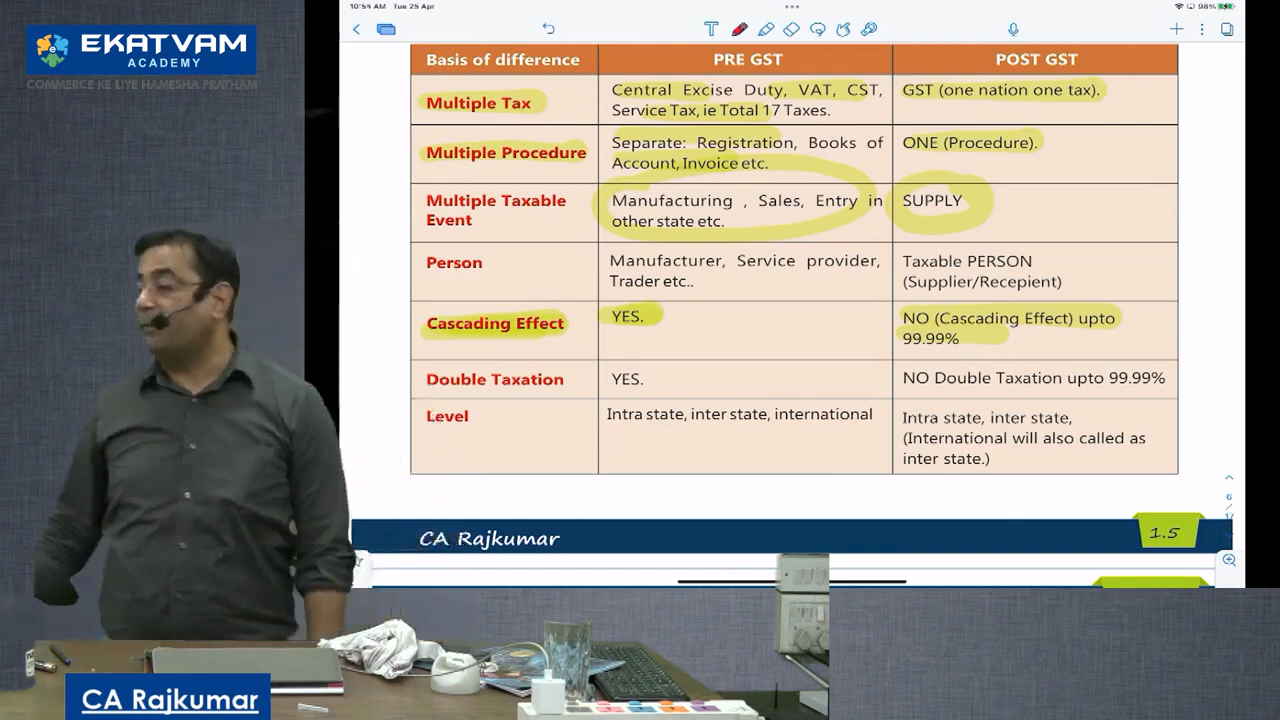 10:54 AM Tue 25 Apr
98%
EKATVAM
ACADEMY
COMMERCE KE LIYE HAMESHA PRATHAM
Basis of difference PRE GST POST GST
Multiple Tax
Central Excise Duty, VAT, CST,
Service Tax, ie Total 17 Taxes.
GST (one nation one tax).
Multiple Procedure
Separate: Registration, Books of
Account, Invoice etc.
ONE (Procedure).
Multiple Taxable
Event
Manufacturing , Sales, Entry in
other state etc.
SUPPLY
Person
Manufacturer, Service provider,
Trader etc..
Taxable PERSON
(Supplier/Recepient)
Cascading Effect
YES.
NO (Cascading Effect) upto
99.99%
Double Taxation
YES.
NO Double Taxation upto 99.99%
Level
Intra state, inter state, international
Intra state, inter state,
(International will also called as
inter state.)
6
/
17
CA Rajkumar
1.5
CA Rajkumar